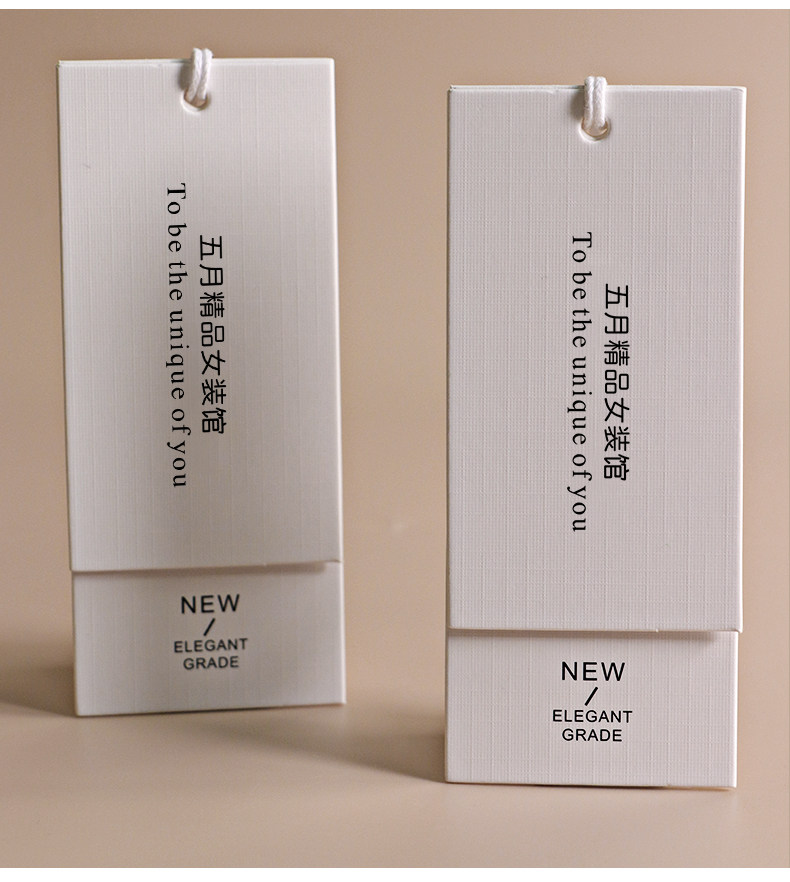 五月精品女装馆
To be the unique of you
NEW
/
ELEGANT
GRADE
五月精品女装馆
To be the unique of you
NEW
/
ELEGANT
GRADE